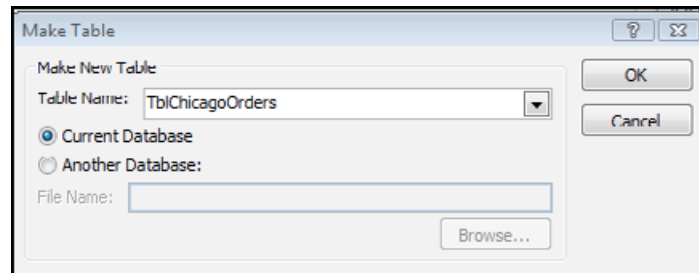 Make Table
Make New Table
OK
Table Name: TblChicagoOrders
Cancel
Current Database
Another Database:
File Name:
Browse...